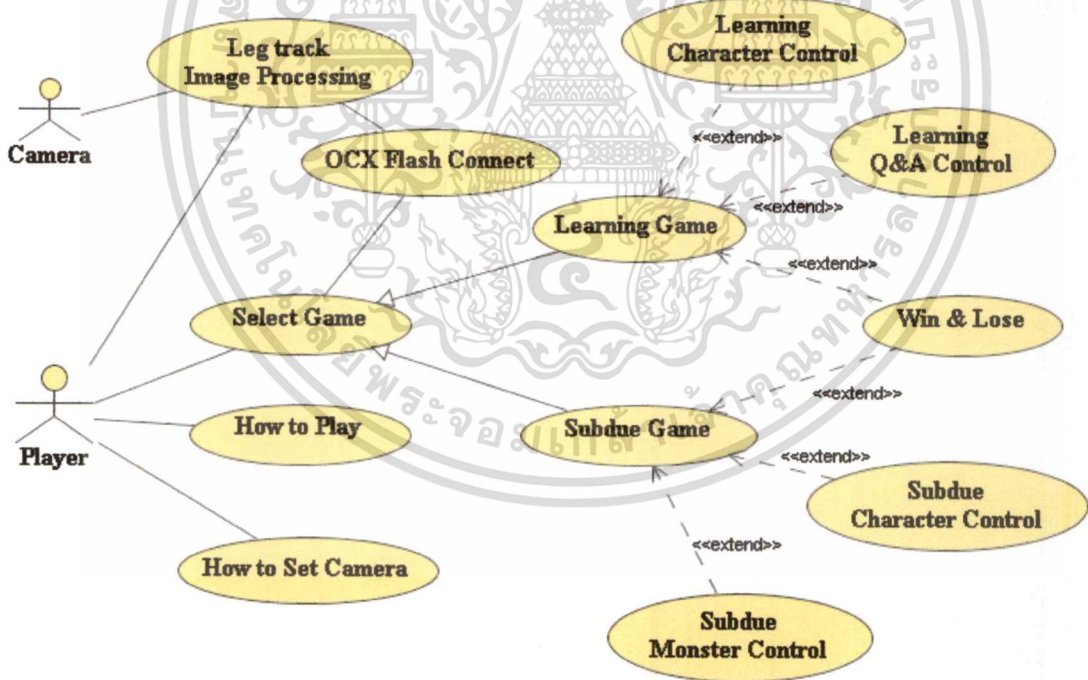 Leg track
Image Processing
Learning
Character Control
Camera
OCX Flash Connect
<<extend>>
Learning
Q&A Control
<<extend>>
Learning Game
<<extend>>
Select Game
Win & Lose
<<extend>>
Player
How to Play
Subdue Game
<<extend>>
Subdue
Character Control
<<extend>>
How to Set Camera
Subdue
Monster Control